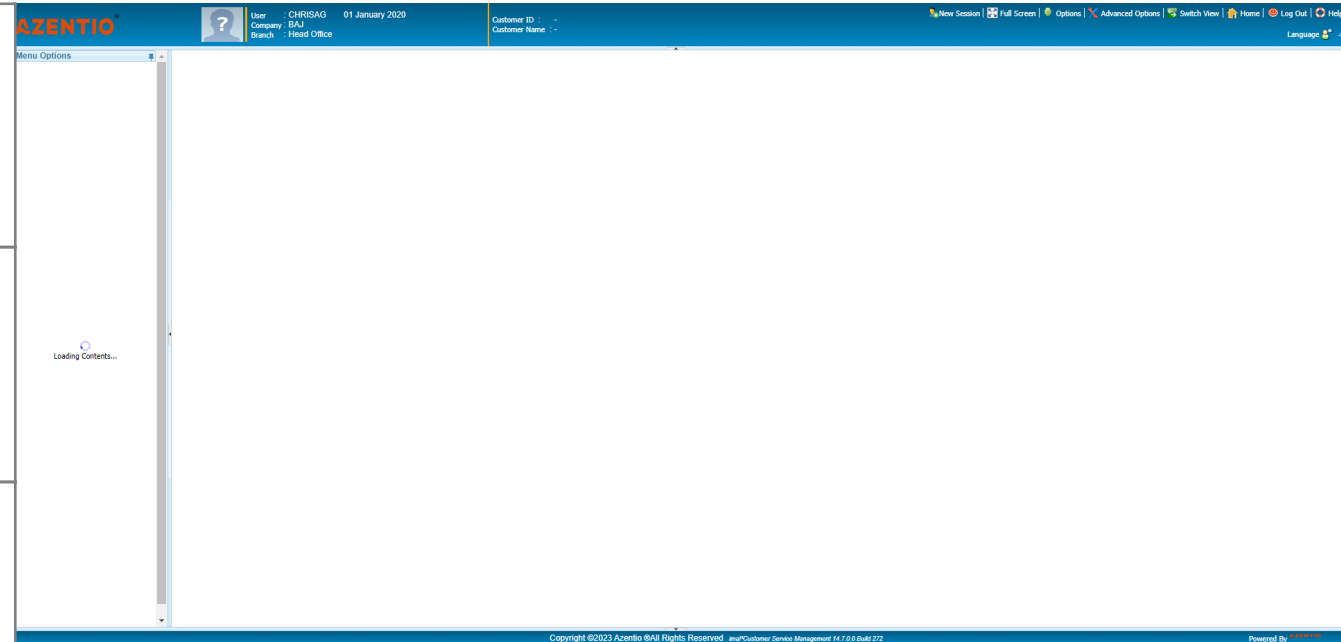 AZENTIO™
User : CHRISAG 01 January 2020
Company : BAJ
Branch : Head Office
Customer ID : -
Customer Name : -
New Session | Full Screen | Options | Advanced Options | Switch View | Home | Log Out | Help
Language
Menu Options
?
Loading Contents...
Copyright ©2023 Azentio ®All Rights Reserved imal®Customer Service Management 14.7.0.0 Build 272
Powered By AZENTIO